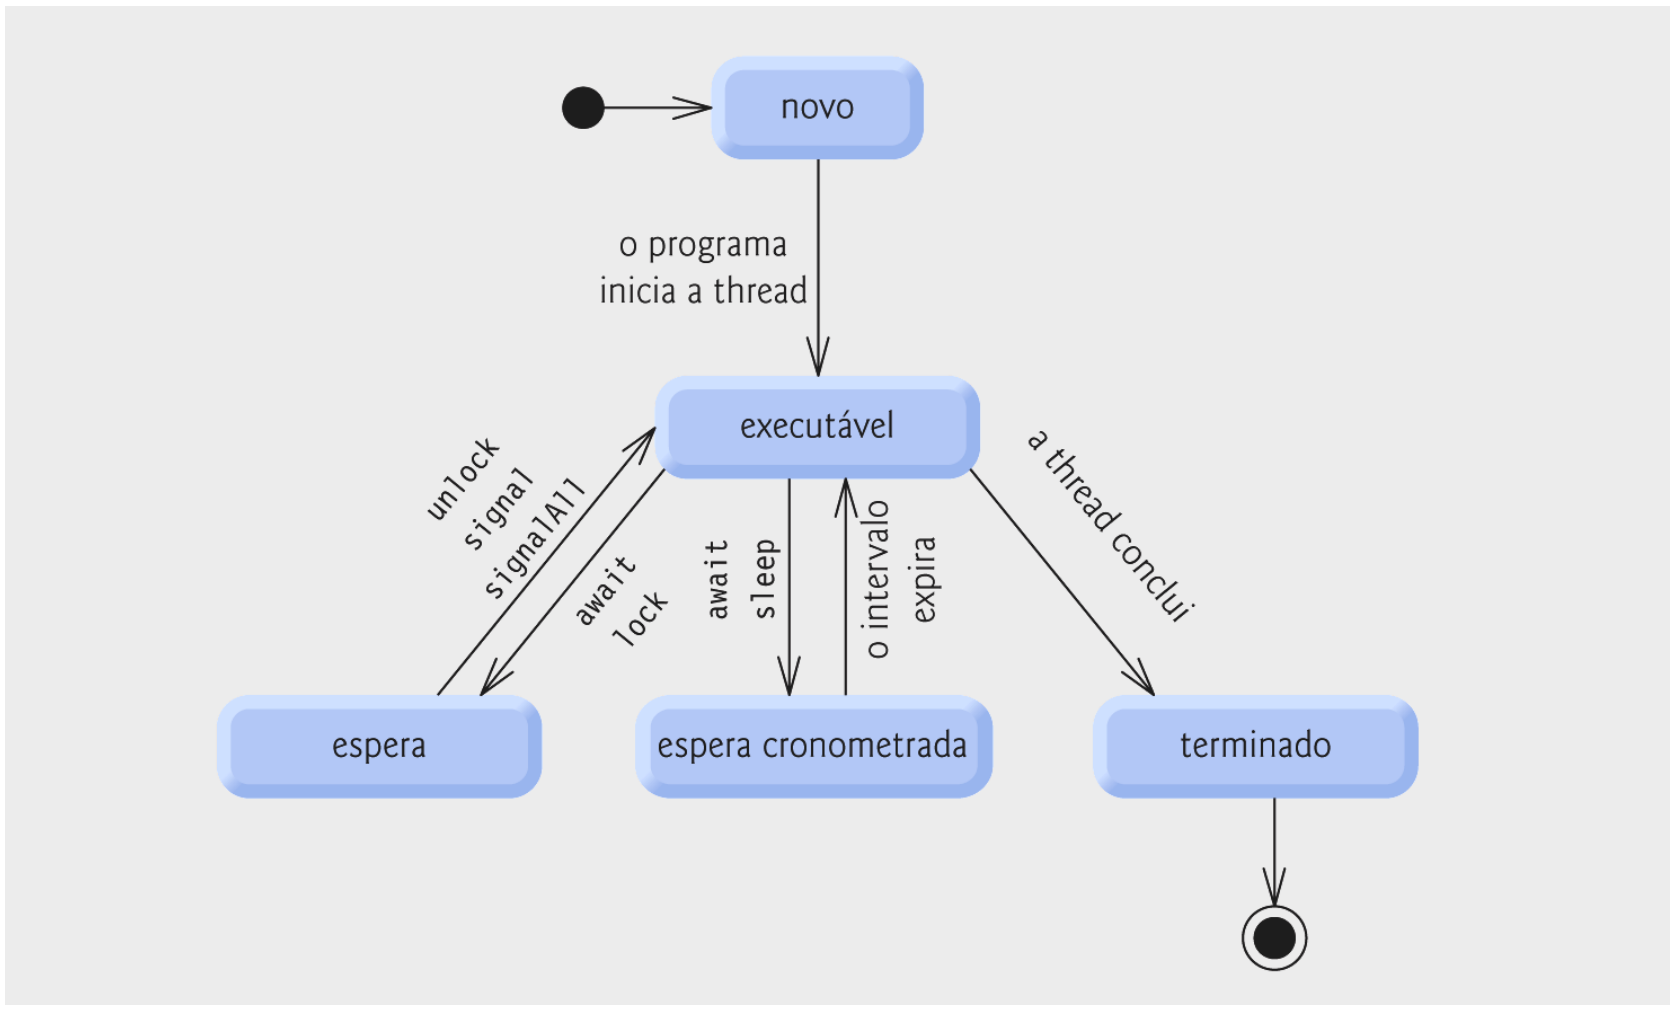 novo
o programa
inicia a thread
executável
unlock
signal
signalAll
await
lock
await
sleep
o intervalo
expira
a thread conclui
espera
espera cronometrada
terminado